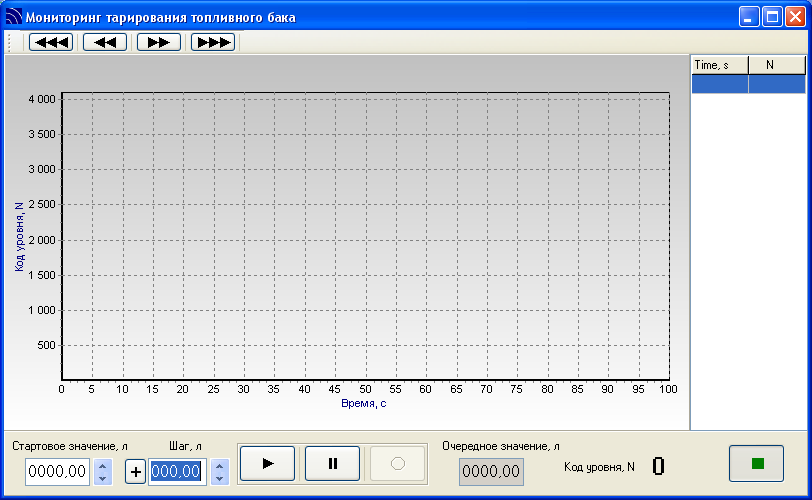 Мониторинг тарирования топливного бака
Time, s N
4 000
3 500
3 000
2 500
2 000
1 500
1 000
500
Код уровня, N
0 5 10 15 20 25 30 35 40 45 50 55 60 65 70 75 80 85 90 95 100
Время, с
Стартовое значение, л Шаг, л Очередное значение, л
0000,00 + 000,00 0000,00 Код уровня, N 0